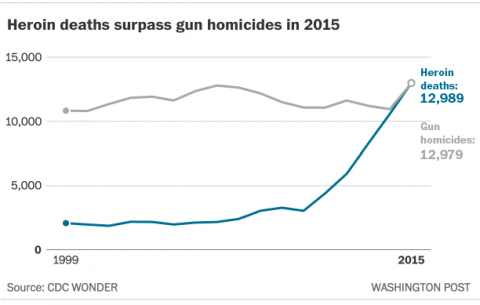 Heroin deaths surpass gun homicides in 2015
15,000
Heroin
deaths:
12,989
10,000
Gun
homicides:
12,979
5,000
0
1999
2015
Source: CDC WONDER
WASHINGTON POST